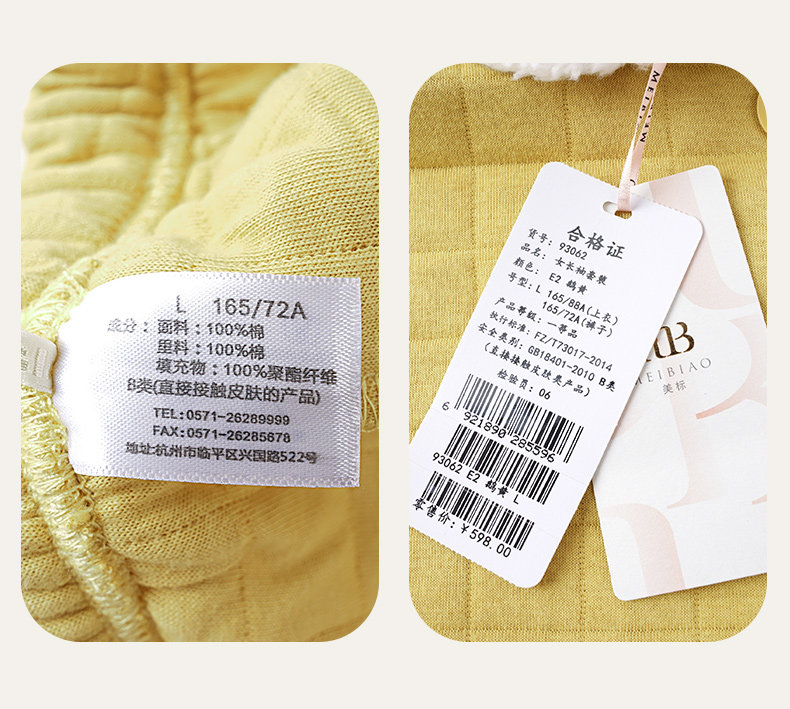 L 165/72A
成分: 面料:100%棉
里料:100%棉
填充物: 100%聚酯纤维
B类(直接接触皮肤的产品)
TEL:0571-26289999
FAX:0571-26285678
地址:杭州市临平区兴国路522号
合格证
货号: 93062
品名: 女长袖套装
颜色: E2 鹅黄
号型: L 165/88A(上衣)
165/72A(裤子)
产品等级: 一等品
执行标准: FZ/T73017-2014
安全类别: GB18401-2010 B类
(直接接触皮肤类产品)
检验员: 06
6 921890 285596
93062 E2 鹅黄 L
零售价: ¥598.00
MEIBIAO
美标